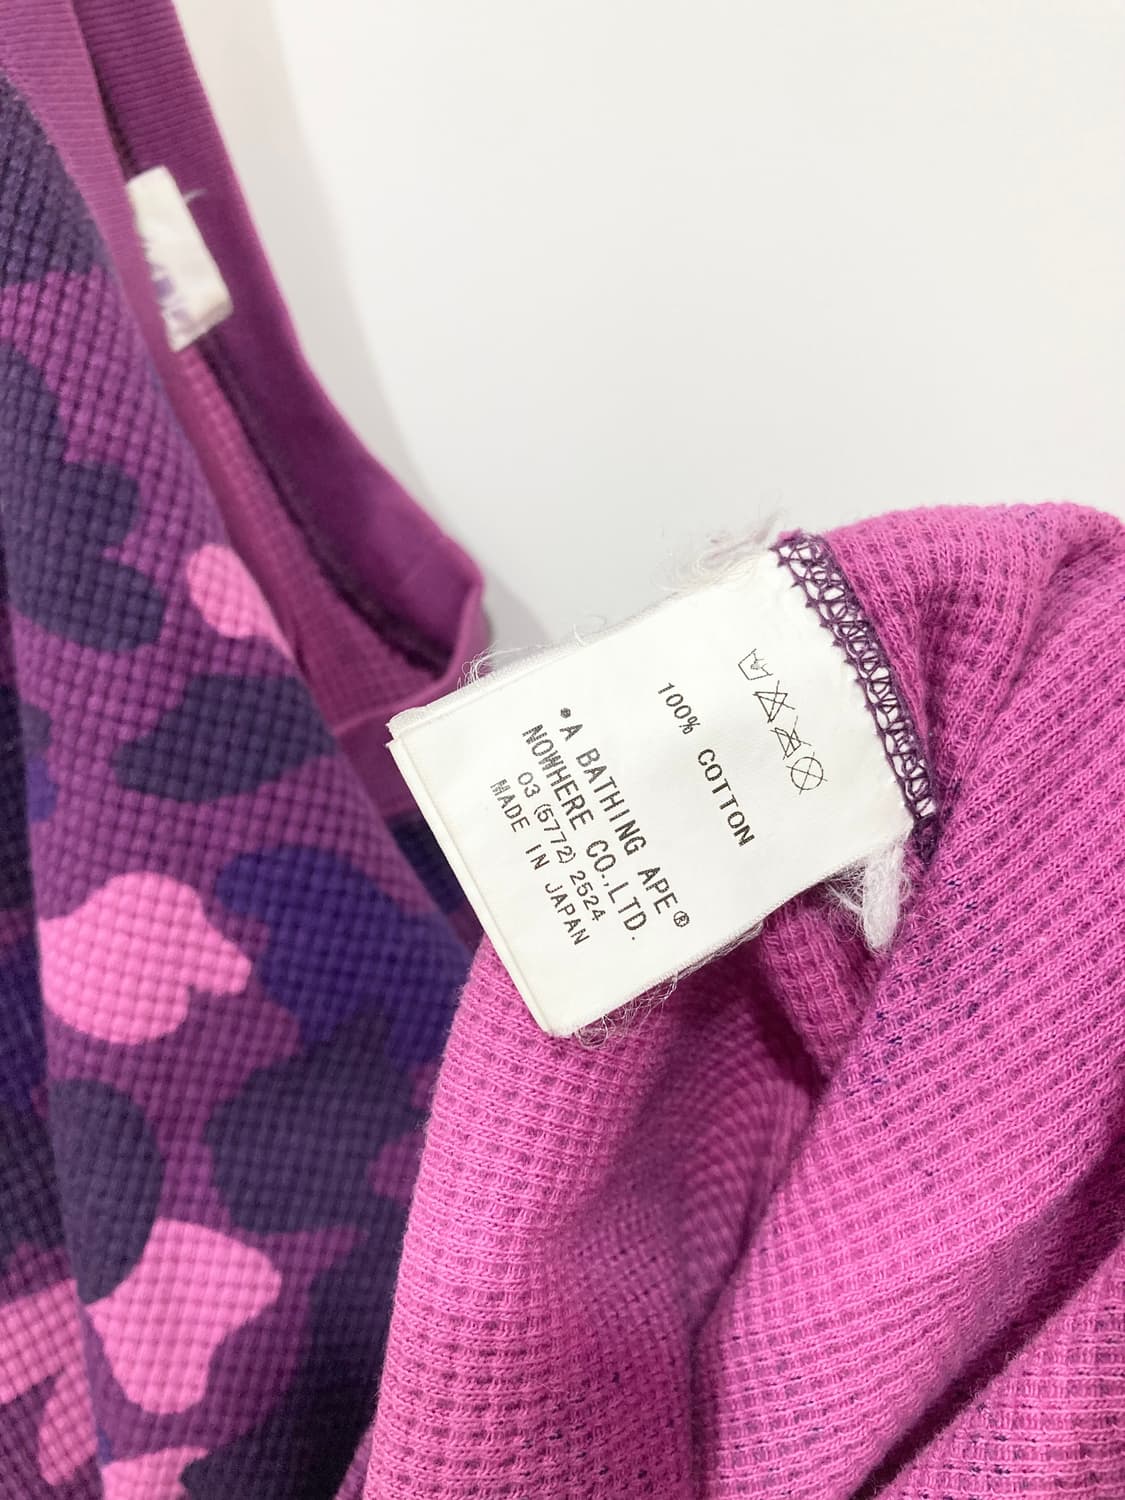 100% COTTON
*A BATHING APE®
NOWHERE CO.,LTD.
03 (5772) 2524
MADE IN JAPAN